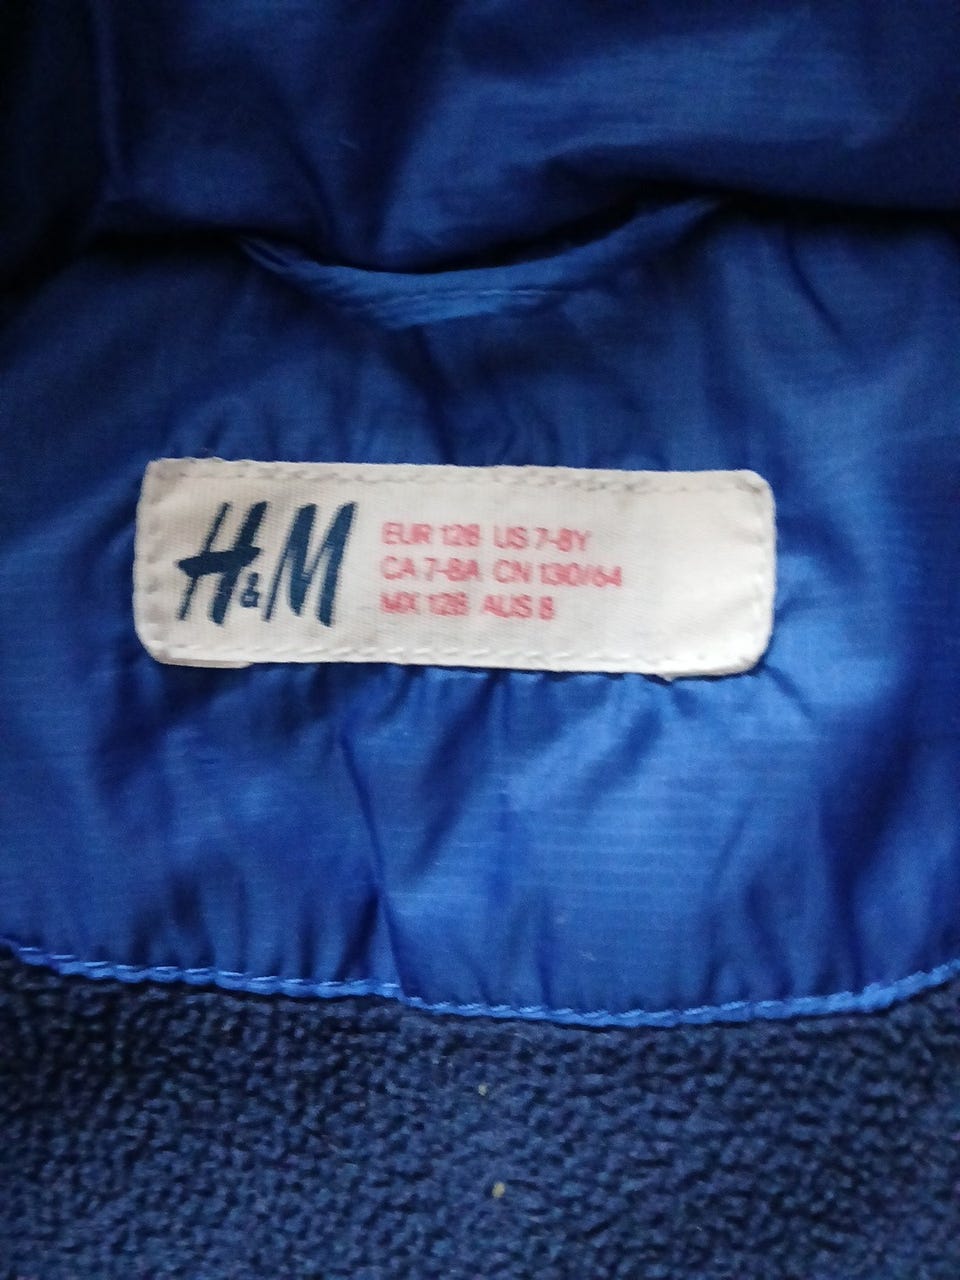 H&M
EUR 128 US 7-8Y
CA 7-8A CN 130/64
MX 128 AUS 8